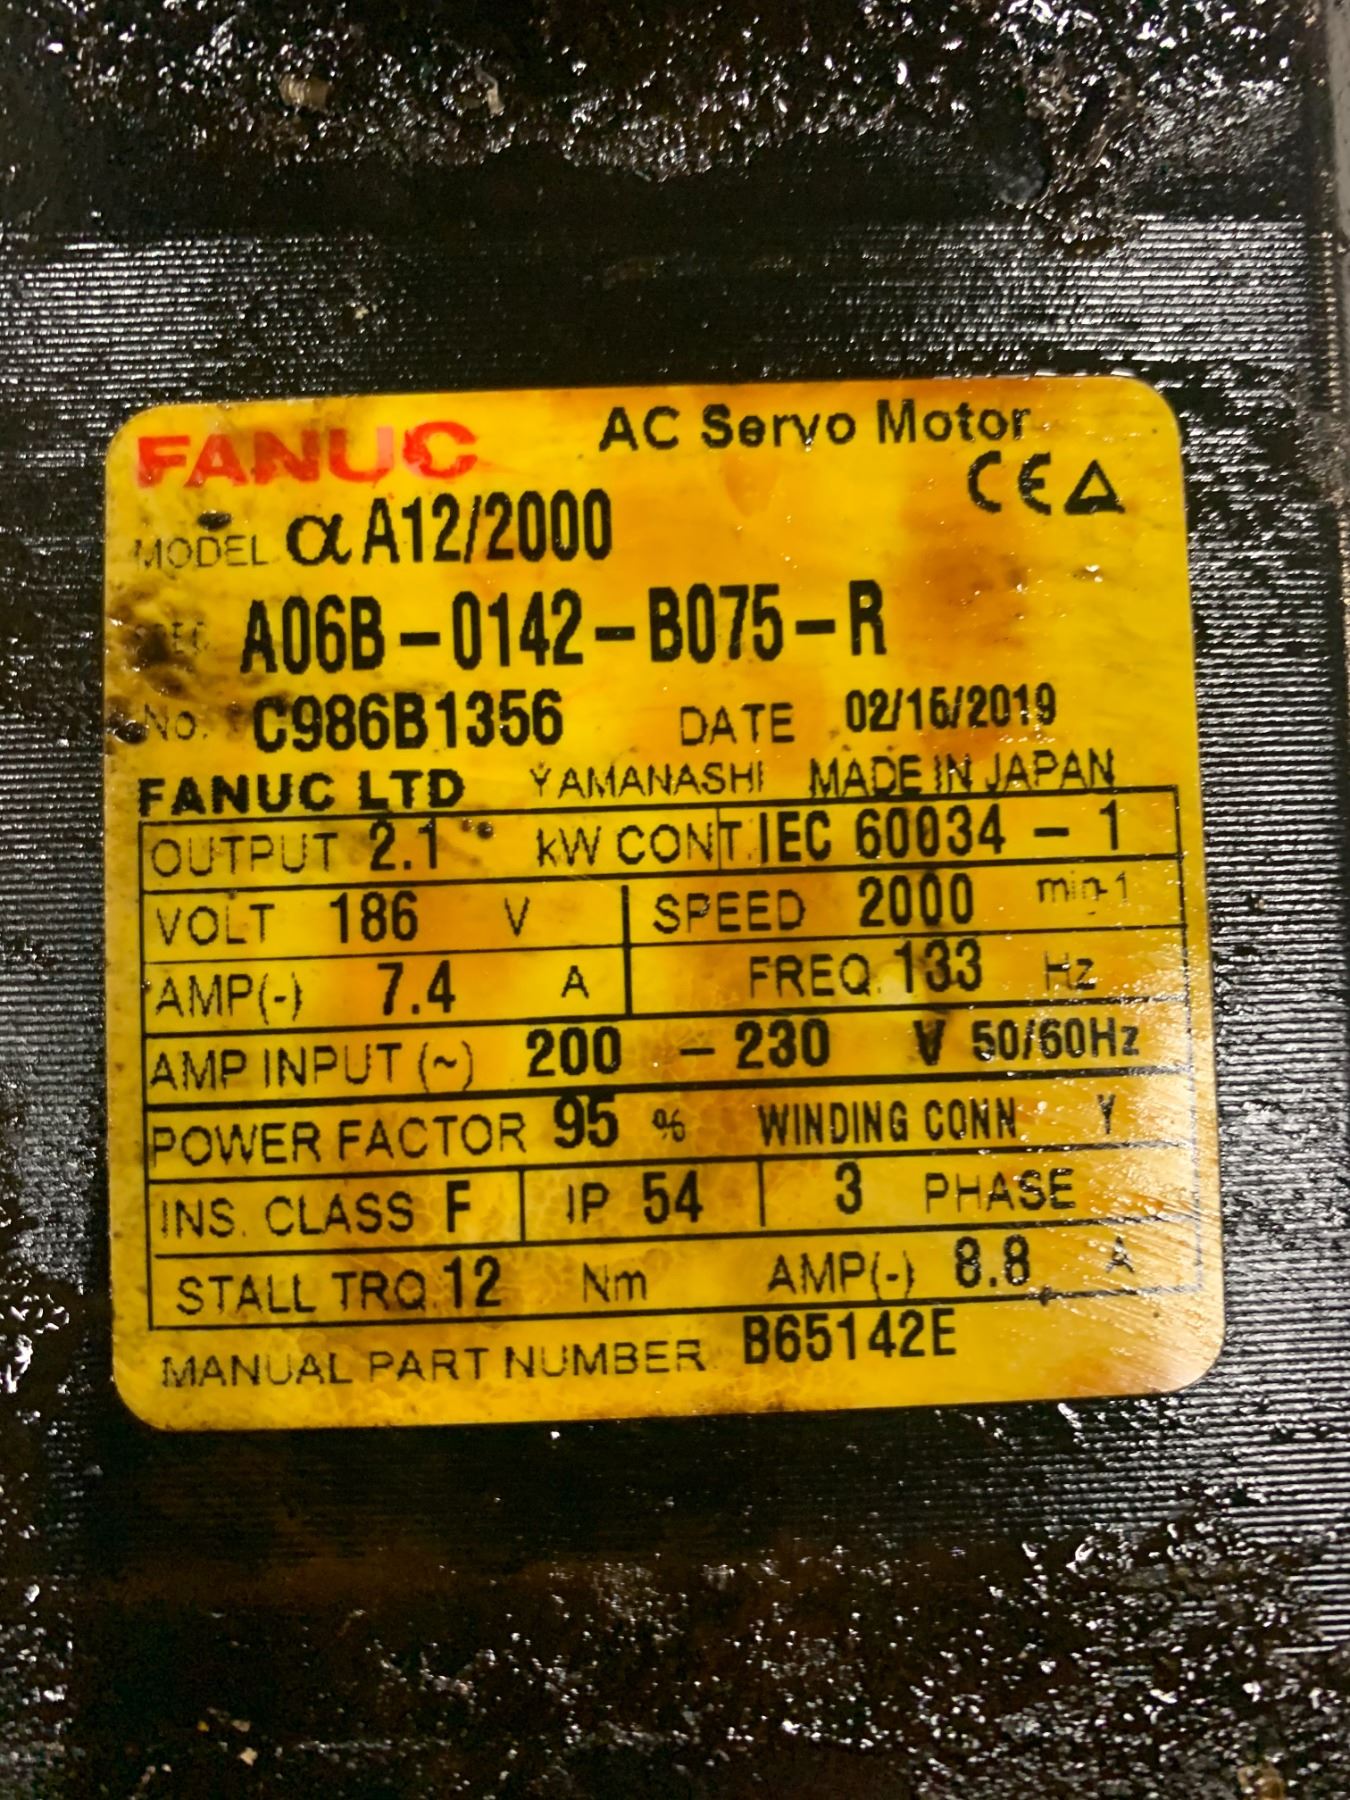 FANUC AC Servo Motor
CE
MODEL α A12/2000
SPEC. A06B-0142-B075-R
No. C986B1356 DATE 02/15/2019
FANUC LTD YAMANASHI MADE IN JAPAN
OUTPUT 2.1 kW CONT. IEC 60034-1
VOLT 186 V SPEED 2000 min-1
AMP(~) 7.4 A FREQ. 133 Hz
AMP INPUT (~) 200 - 230 V 50/60Hz
POWER FACTOR 95 % WINDING CONN Y
INS. CLASS F IP 54 3 PHASE
STALL TRQ 12 Nm AMP(~) 8.8 A
MANUAL PART NUMBER B65142E